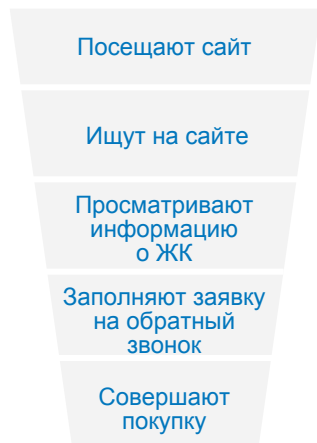 Посещают сайт
Ищут на сайте
Просматривают
информацию
о ЖК
Заполняют заявку
на обратный
звонок
Совершают
покупку